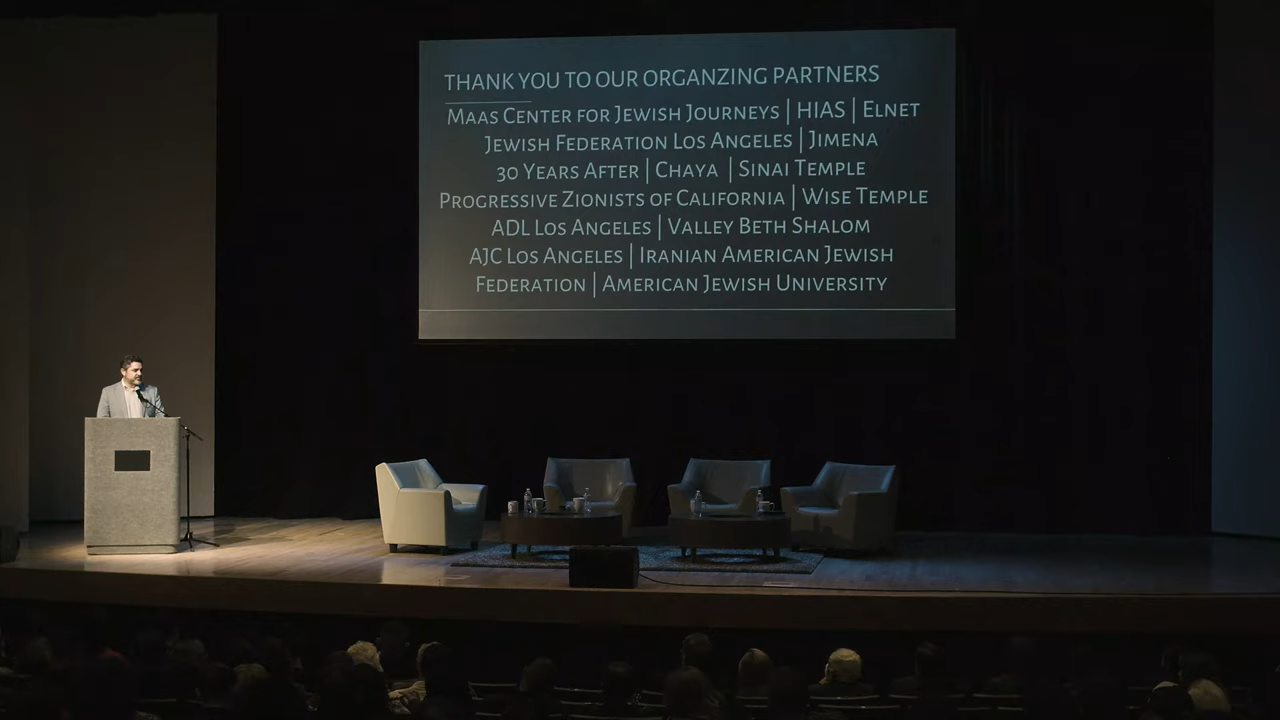 THANK YOU TO OUR ORGANZING PARTNERS
MAAS CENTER FOR JEWISH JOURNEYS | HIAS | ELNET
JEWISH FEDERATION LOS ANGELES | JIMENA
30 YEARS AFTER | CHAYA | SINAI TEMPLE
PROGRESSIVE ZIONISTS OF CALIFORNIA | WISE TEMPLE
ADL LOS ANGELES | VALLEY BETH SHALOM
AJC LOS ANGELES | IRANIAN AMERICAN JEWISH
FEDERATION | AMERICAN JEWISH UNIVERSITY